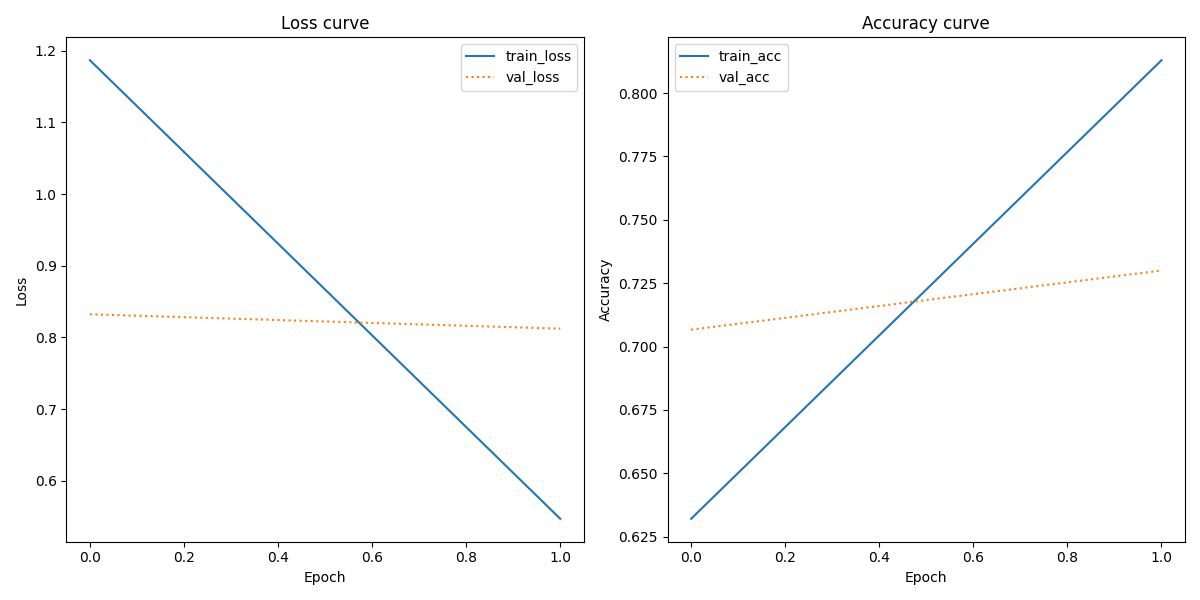 Loss curve
1.2
1.1
1.0
0.9
0.8
0.7
0.6
Loss
train_loss
val_loss
0.0 0.2 0.4 0.6 0.8 1.0
Epoch
Accuracy curve
0.800
0.775
0.750
0.725
0.700
0.675
0.650
0.625
Accuracy
train_acc
val_acc
0.0 0.2 0.4 0.6 0.8 1.0
Epoch